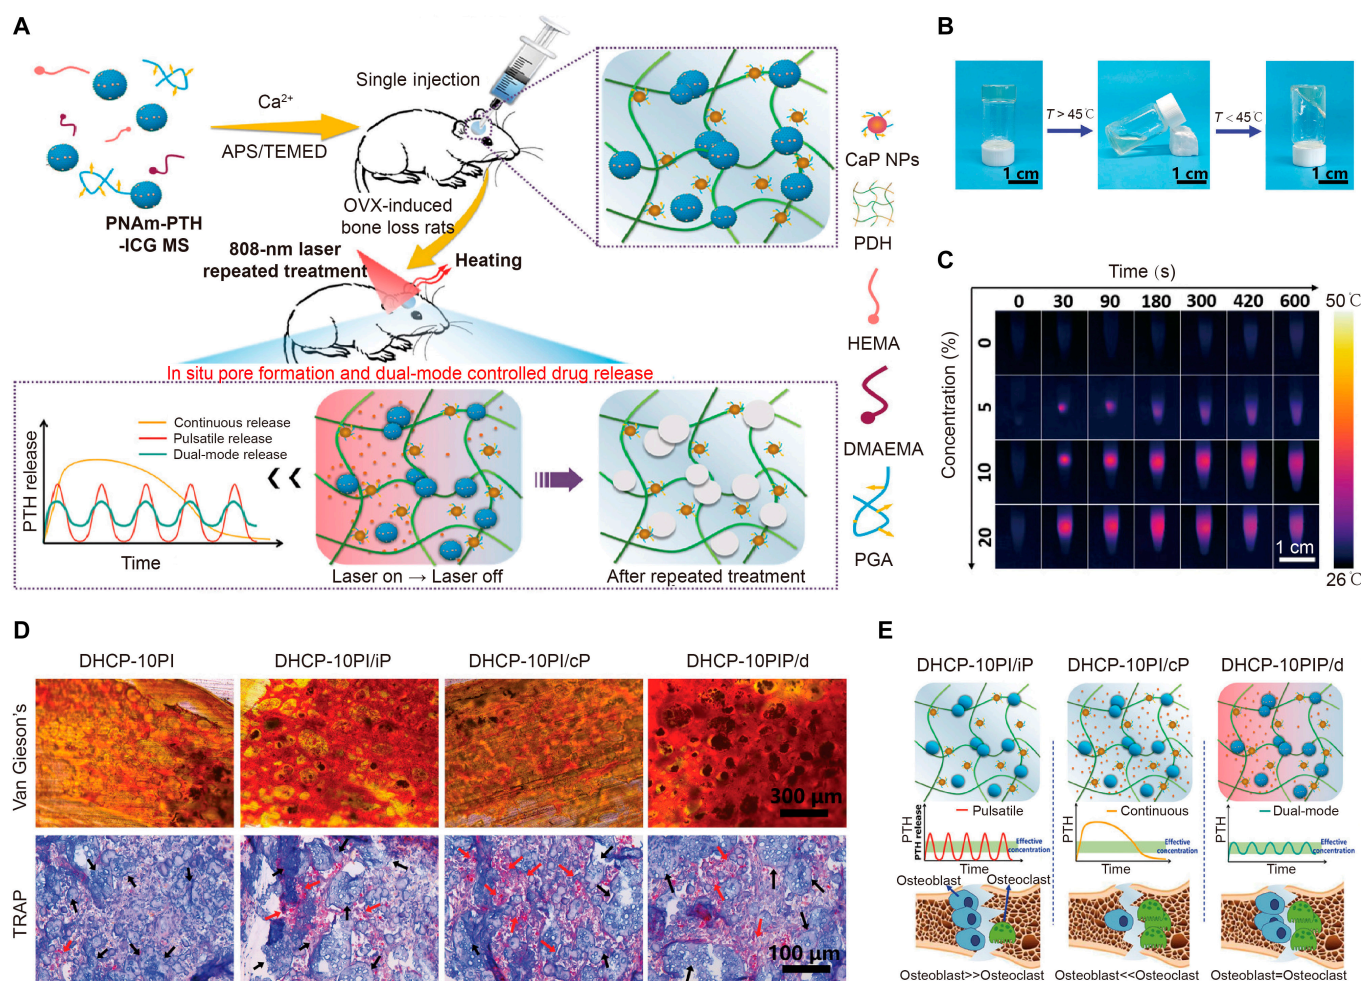 A
Single injection
Ca²⁺
APS/TEMED
PNAm-PTH
-ICG MS
OVX-induced
bone loss rats
808-nm laser
repeated treatment
Heating
CaP NPs
PDH
HEMA
DMAEMA
PGA
In situ pore formation and dual-mode controlled drug release
Continuous release
Pulsatile release
Dual-mode release
PTH release
Time
Laser on → Laser off
After repeated treatment
B
T > 45℃
T < 45℃
1 cm
1 cm
1 cm
C
Time (s)
0 30 90 180 300 420 600
Concentration (%)
0
5
10
20
1 cm
50℃
26℃
D
DHCP-10PI
DHCP-10PI/iP
DHCP-10PI/cP
DHCP-10PIP/d
Van Gieson's
300 μm
TRAP
100 μm
E
DHCP-10PI/iP
DHCP-10PI/cP
DHCP-10PIP/d
PTH
PTH release
Pulsatile
Effective
concentration
Time
PTH
Continuous
Effective
concentration
Time
PTH
Dual-mode
Effective
concentration
Time
Osteoblast
Osteoclast
Osteoblast>>Osteoclast
Osteoblast<<Osteoclast
Osteoblast=Osteoclast